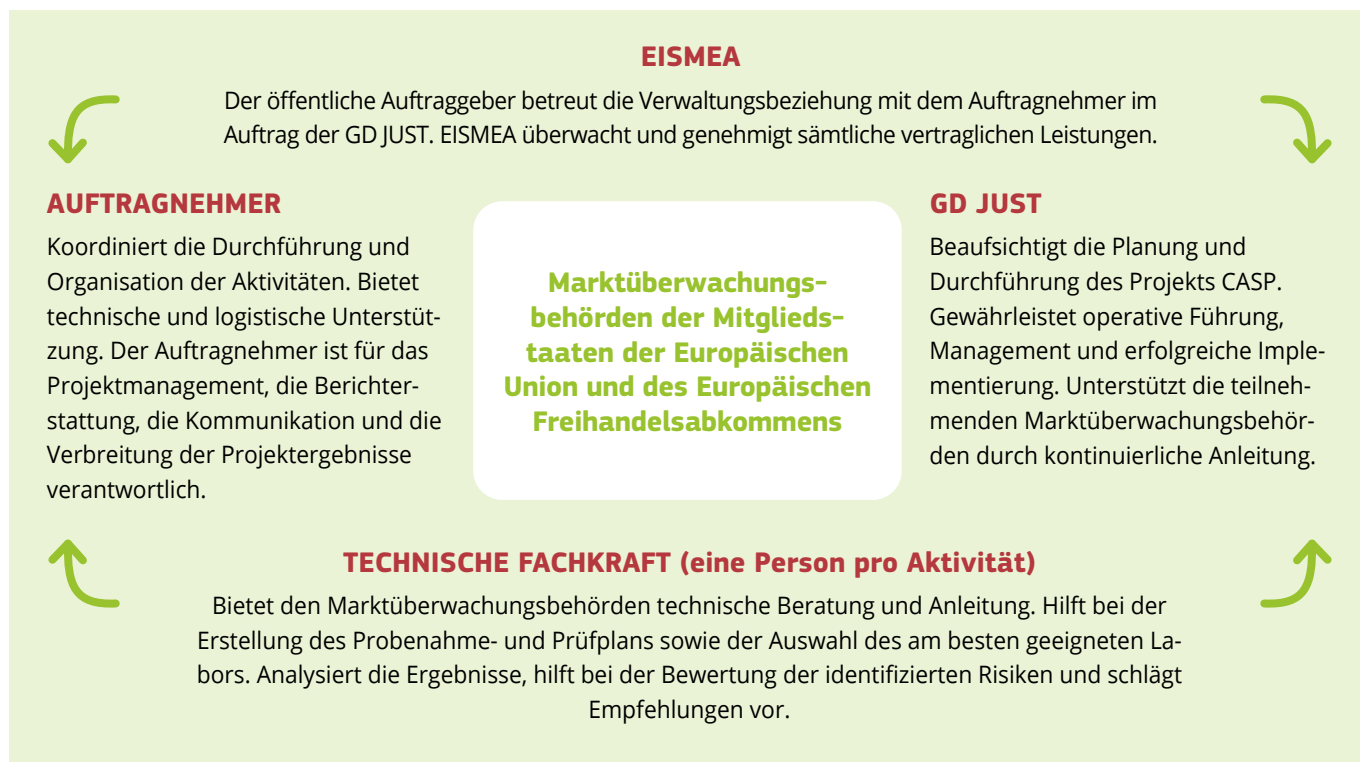 EISMEA
Der öffentliche Auftraggeber betreut die Verwaltungsbeziehung mit dem Auftragnehmer im
Auftrag der GD JUST. EISMEA überwacht und genehmigt sämtliche vertraglichen Leistungen.
AUFTRAGNEHMER
Koordiniert die Durchführung und
Organisation der Aktivitäten. Bietet
technische und logistische Unterstüt-
zung. Der Auftragnehmer ist für das
Projektmanagement, die Berichter-
stattung, die Kommunikation und die
Verbreitung der Projektergebnisse
verantwortlich.
Marktüberwachungs-
behörden der Mitglieds-
taaten der Europäischen
Union und des Europäischen
Freihandelsabkommens
GD JUST
Beaufsichtigt die Planung und
Durchführung des Projekts CASP.
Gewährleistet operative Führung,
Management und erfolgreiche Imple-
mentierung. Unterstützt die teilneh-
menden Marktüberwachungsbehör-
den durch kontinuierliche Anleitung.
TECHNISCHE FACHKRAFT (eine Person pro Aktivität)
Bietet den Marktüberwachungsbehörden technische Beratung und Anleitung. Hilft bei der
Erstellung des Probenahme- und Prüfplans sowie der Auswahl des am besten geeigneten La-
bors. Analysiert die Ergebnisse, hilft bei der Bewertung der identifizierten Risiken und schlägt
Empfehlungen vor.